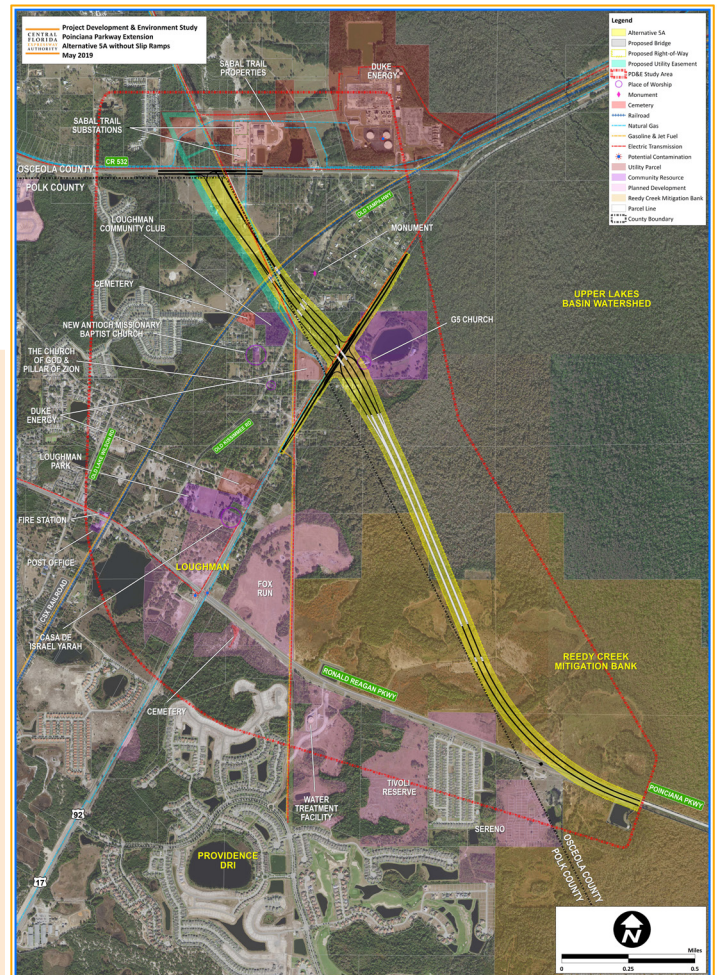 CENTRAL
FLORIDA
EXPRESSWAY
AUTHORITY
Project Development & Environment Study
Poinciana Parkway Extension
Alternative 5A without Slip Ramps
May 2019
Legend
Alternative 5A
Proposed Bridge
Proposed Right-of-Way
Proposed Utility Easement
PD&E Study Area
Place of Worship
Monument
Cemetery
Railroad
Natural Gas
Gasoline & Jet Fuel
Electric Transmission
Potential Contamination
Utility Parcel
Community Resource
Planned Development
Reedy Creek Mitigation Bank
Parcel Line
County Boundary
SABAL TRAIL
PROPERTIES
DUKE
ENERGY
SABAL TRAIL
SUBSTATIONS
CR 532
OSCEOLA COUNTY
POLK COUNTY
OLD TAMPA HWY
LOUGHMAN
COMMUNITY CLUB
MONUMENT
CEMETERY
UPPER LAKES
BASIN WATERSHED
NEW ANTIOCH MISSIONARY
BAPTIST CHURCH
G5 CHURCH
THE CHURCH
OF GOD &
PILLAR OF ZION
DUKE
ENERGY
OLD LAKE WILSON RD
OLD KISSIMMEE RD
LOUGHMAN
PARK
FIRE STATION
POST OFFICE
LOUGHMAN
FOX
RUN
CSX RAILROAD
CASA DE
ISRAEL YARAH
REEDY CREEK
MITIGATION BANK
RONALD REAGAN PKWY
CEMETERY
POINCIANA PKWY
WATER
TREATMENT
FACILITY
TIVOLI
RESERVE
SERENO
92
PROVIDENCE
DRI
17
OSCEOLA COUNTY
POLK COUNTY
N
Miles
0 0.25 0.5